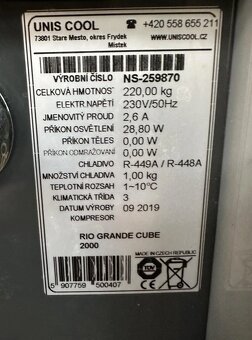 UNIS COOL
73801 Stare Mesto, okres Frydek
Mistek
+420 558 655 211
WWW.UNISCOOL.CZ
VÝROBNÍ ČÍSLO NS-259870
CELKOVÁ HMOTNOST 220,00 kg
ELEKTR.NAPĚTÍ 230V/50Hz
JMENOVITÝ PROUD 2,6 A
PŘÍKON OSVĚTLENÍ 28,80 W
PŘÍKON TĚLES 0,00 W
PŘÍKON ODMRAŽOVANÍ 0,00 W
CHLADIVO R-449A / R-448A
MNOŽSTVÍ CHLADIVA 1,00 kg
TEPLOTNÍ ROZSAH 1~10°C
KLIMATICKÁ TŘÍDA 3
DATUM VÝROBY 09 2019
KOMPRESOR
RIO GRANDE CUBE
2000
MADE IN CZECH REPUBLIC
5 907759 500407